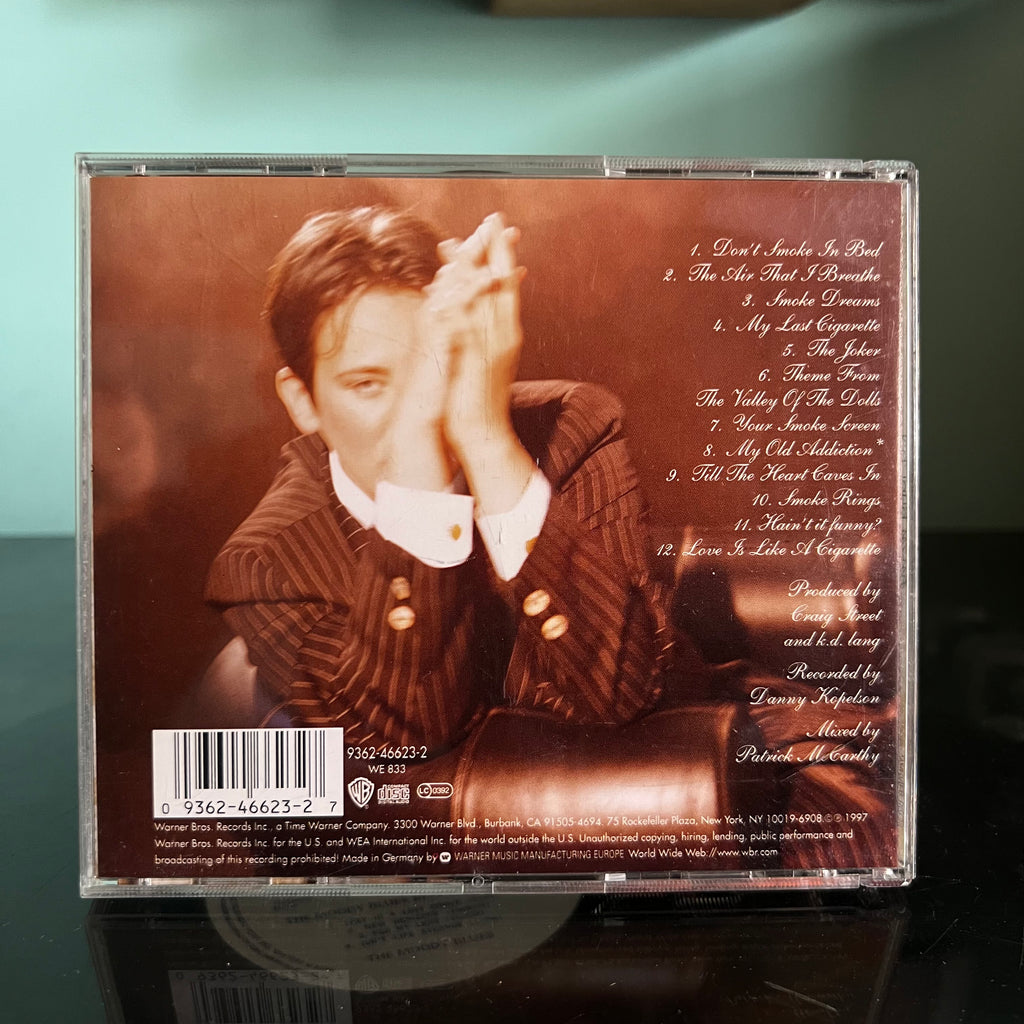 1. Don't Smoke In Bed
2. The Air That I Breathe
3. Smoke Dreams
4. My Last Cigarette
5. The Joker
6. Theme From
The Valley Of The Dolls
7. Your Smoke Screen
8. My Old Addiction*
9. Till The Heart Caves In
10. Smoke Rings
11. Hain't it funny?
12. Love Is Like A Cigarette
Produced by
Craig Street
and k.d. lang
Recorded by
Danny Kopelson
Mixed by
Patrick McCarthy
9362-46623-2
WE 833
WB COMPACT disc DIGITAL AUDIO LC 0392
0 9362-46623-2 7
Warner Bros. Records Inc., a Time Warner Company. 3300 Warner Blvd., Burbank, CA 91505-4694. 75 Rockefeller Plaza, New York, NY 10019-6908.©℗ 1997
Warner Bros. Records Inc. for the U.S. and WEA International Inc. for the world outside the U.S. Unauthorized copying, hiring, lending, public performance and
broadcasting of this recording prohibited! Made in Germany by WARNER MUSIC MANUFACTURING EUROPE World Wide Web://www.wbr.com